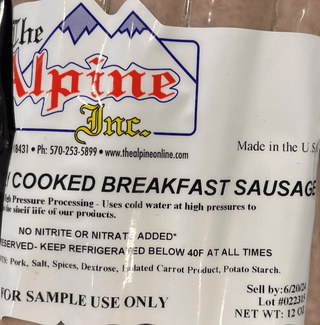 The
Alpine
Inc.
18431 • Ph: 570-253-5899 • www.thealpineonline.com
Made in the U.S.
COOKED BREAKFAST SAUSAGE
High Pressure Processing - Uses cold water at high pressures to
the shelf life of our products.
NO NITRITE OR NITRATE ADDED*
KEEP REFRIGERATED BELOW 40F AT ALL TIMES
Pork, Salt, Spices, Dextrose, Isolated Carrot Product, Potato Starch.
FOR SAMPLE USE ONLY
Sell by:6/20/2
Lot #
NET WT: 12 OZ